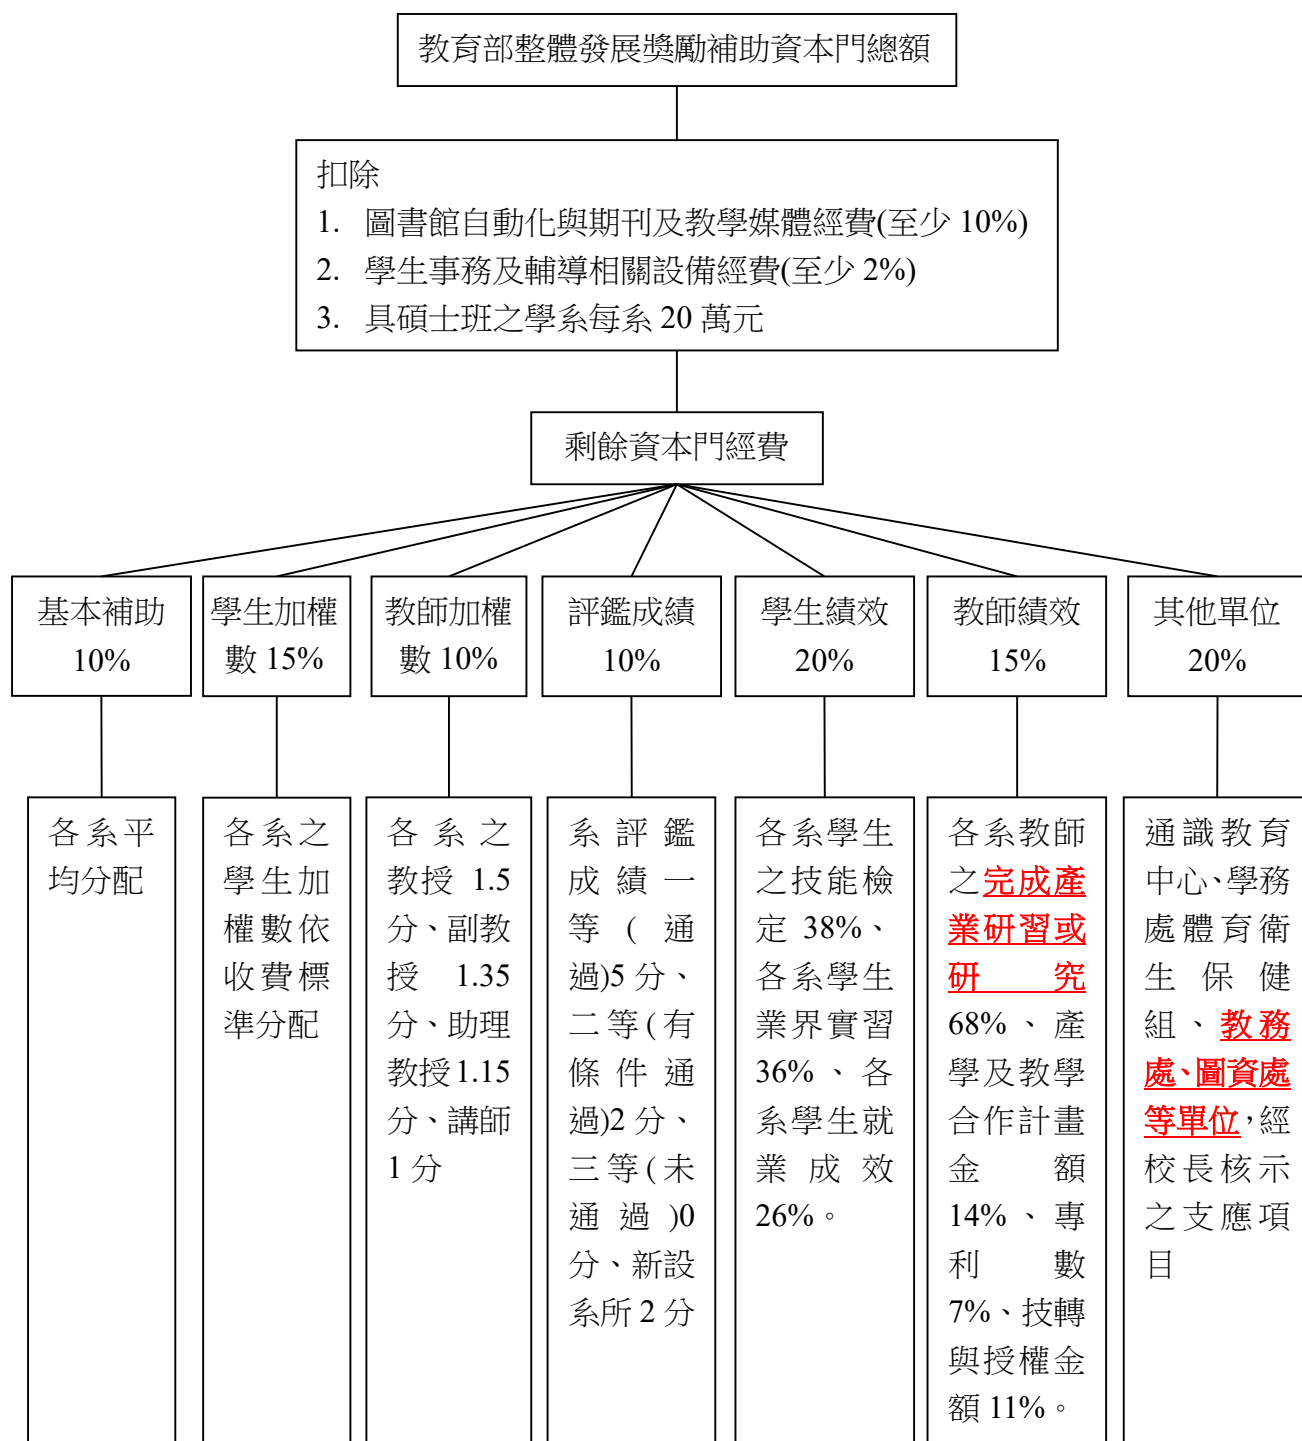 教育部整體發展獎勵補助資本門總額
扣除
1. 圖書館自動化與期刊及教學媒體經費(至少 10%)
2. 學生事務及輔導相關設備經費(至少 2%)
3. 具碩士班之學系每系 20 萬元
剩餘資本門經費
基本補助
10%
學生加權
數 15%
教師加權
數 10%
評鑑成績
10%
學生績效
20%
教師績效
15%
其他單位
20%
各系平
均分配
各系之
學生加
權數依
收費標
準分配
各系之
教授 1.5
分、副教
授 1.35
分、助理
教授 1.15
分、講師
1 分
系評鑑
成績一
等(通
過)5 分、
二等(有
條件通
過)2 分、
三等(未
通過)0
分、新設
系所 2 分
各系學生
之技能檢
定 38%、
各系學生
業界實習
36%、各
系學生就
業成效
26%。
各系教師
之完成產
業研習或
研究
68%、產
學及教學
合作計畫
金額
14%、專
利數
7%、技轉
與授權金
額 11%。
通識教育
中心、學務
處體育衛
生保健
組、教務
處、圖資處
等單位，經
校長核示
之支應項
目